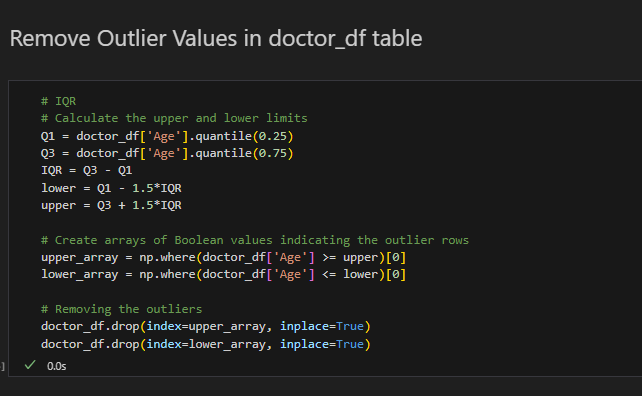 Remove Outlier Values in doctor_df table
# IQR
# Calculate the upper and lower limits
Q1 = doctor_df['Age'].quantile(0.25)
Q3 = doctor_df['Age'].quantile(0.75)
IQR = Q3 - Q1
lower = Q1 - 1.5*IQR
upper = Q3 + 1.5*IQR
# Create arrays of Boolean values indicating the outlier rows
upper_array = np.where(doctor_df['Age'] >= upper)[0]
lower_array = np.where(doctor_df['Age'] <= lower)[0]
# Removing the outliers
doctor_df.drop(index=upper_array, inplace=True)
doctor_df.drop(index=lower_array, inplace=True)
] ✓ 0.0s